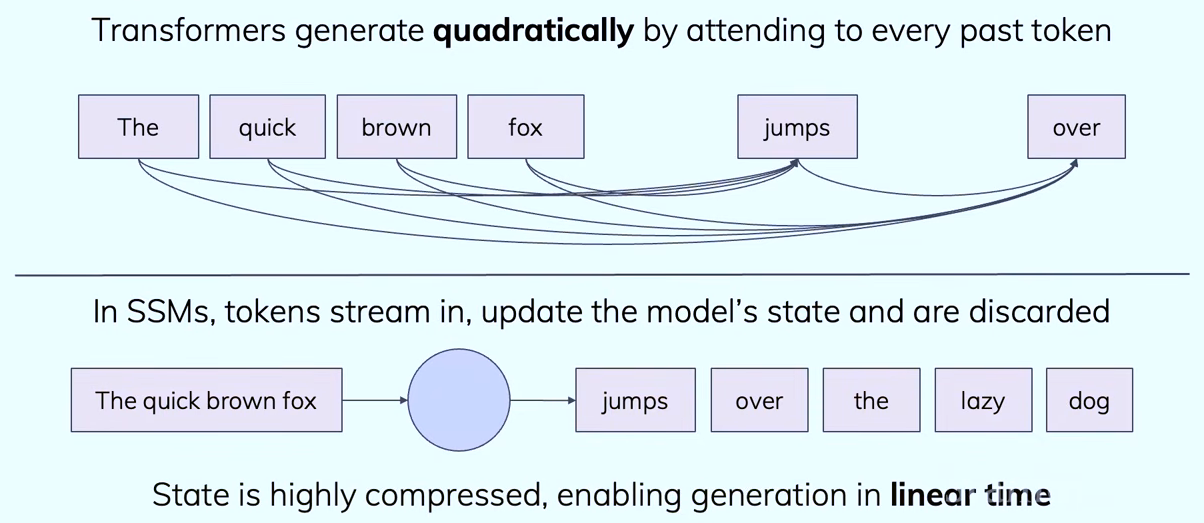 Transformers generate quadratically by attending to every past token
The quick brown fox jumps over
In SSMs, tokens stream in, update the model's state and are discarded
The quick brown fox jumps over the lazy dog
State is highly compressed, enabling generation in linear time